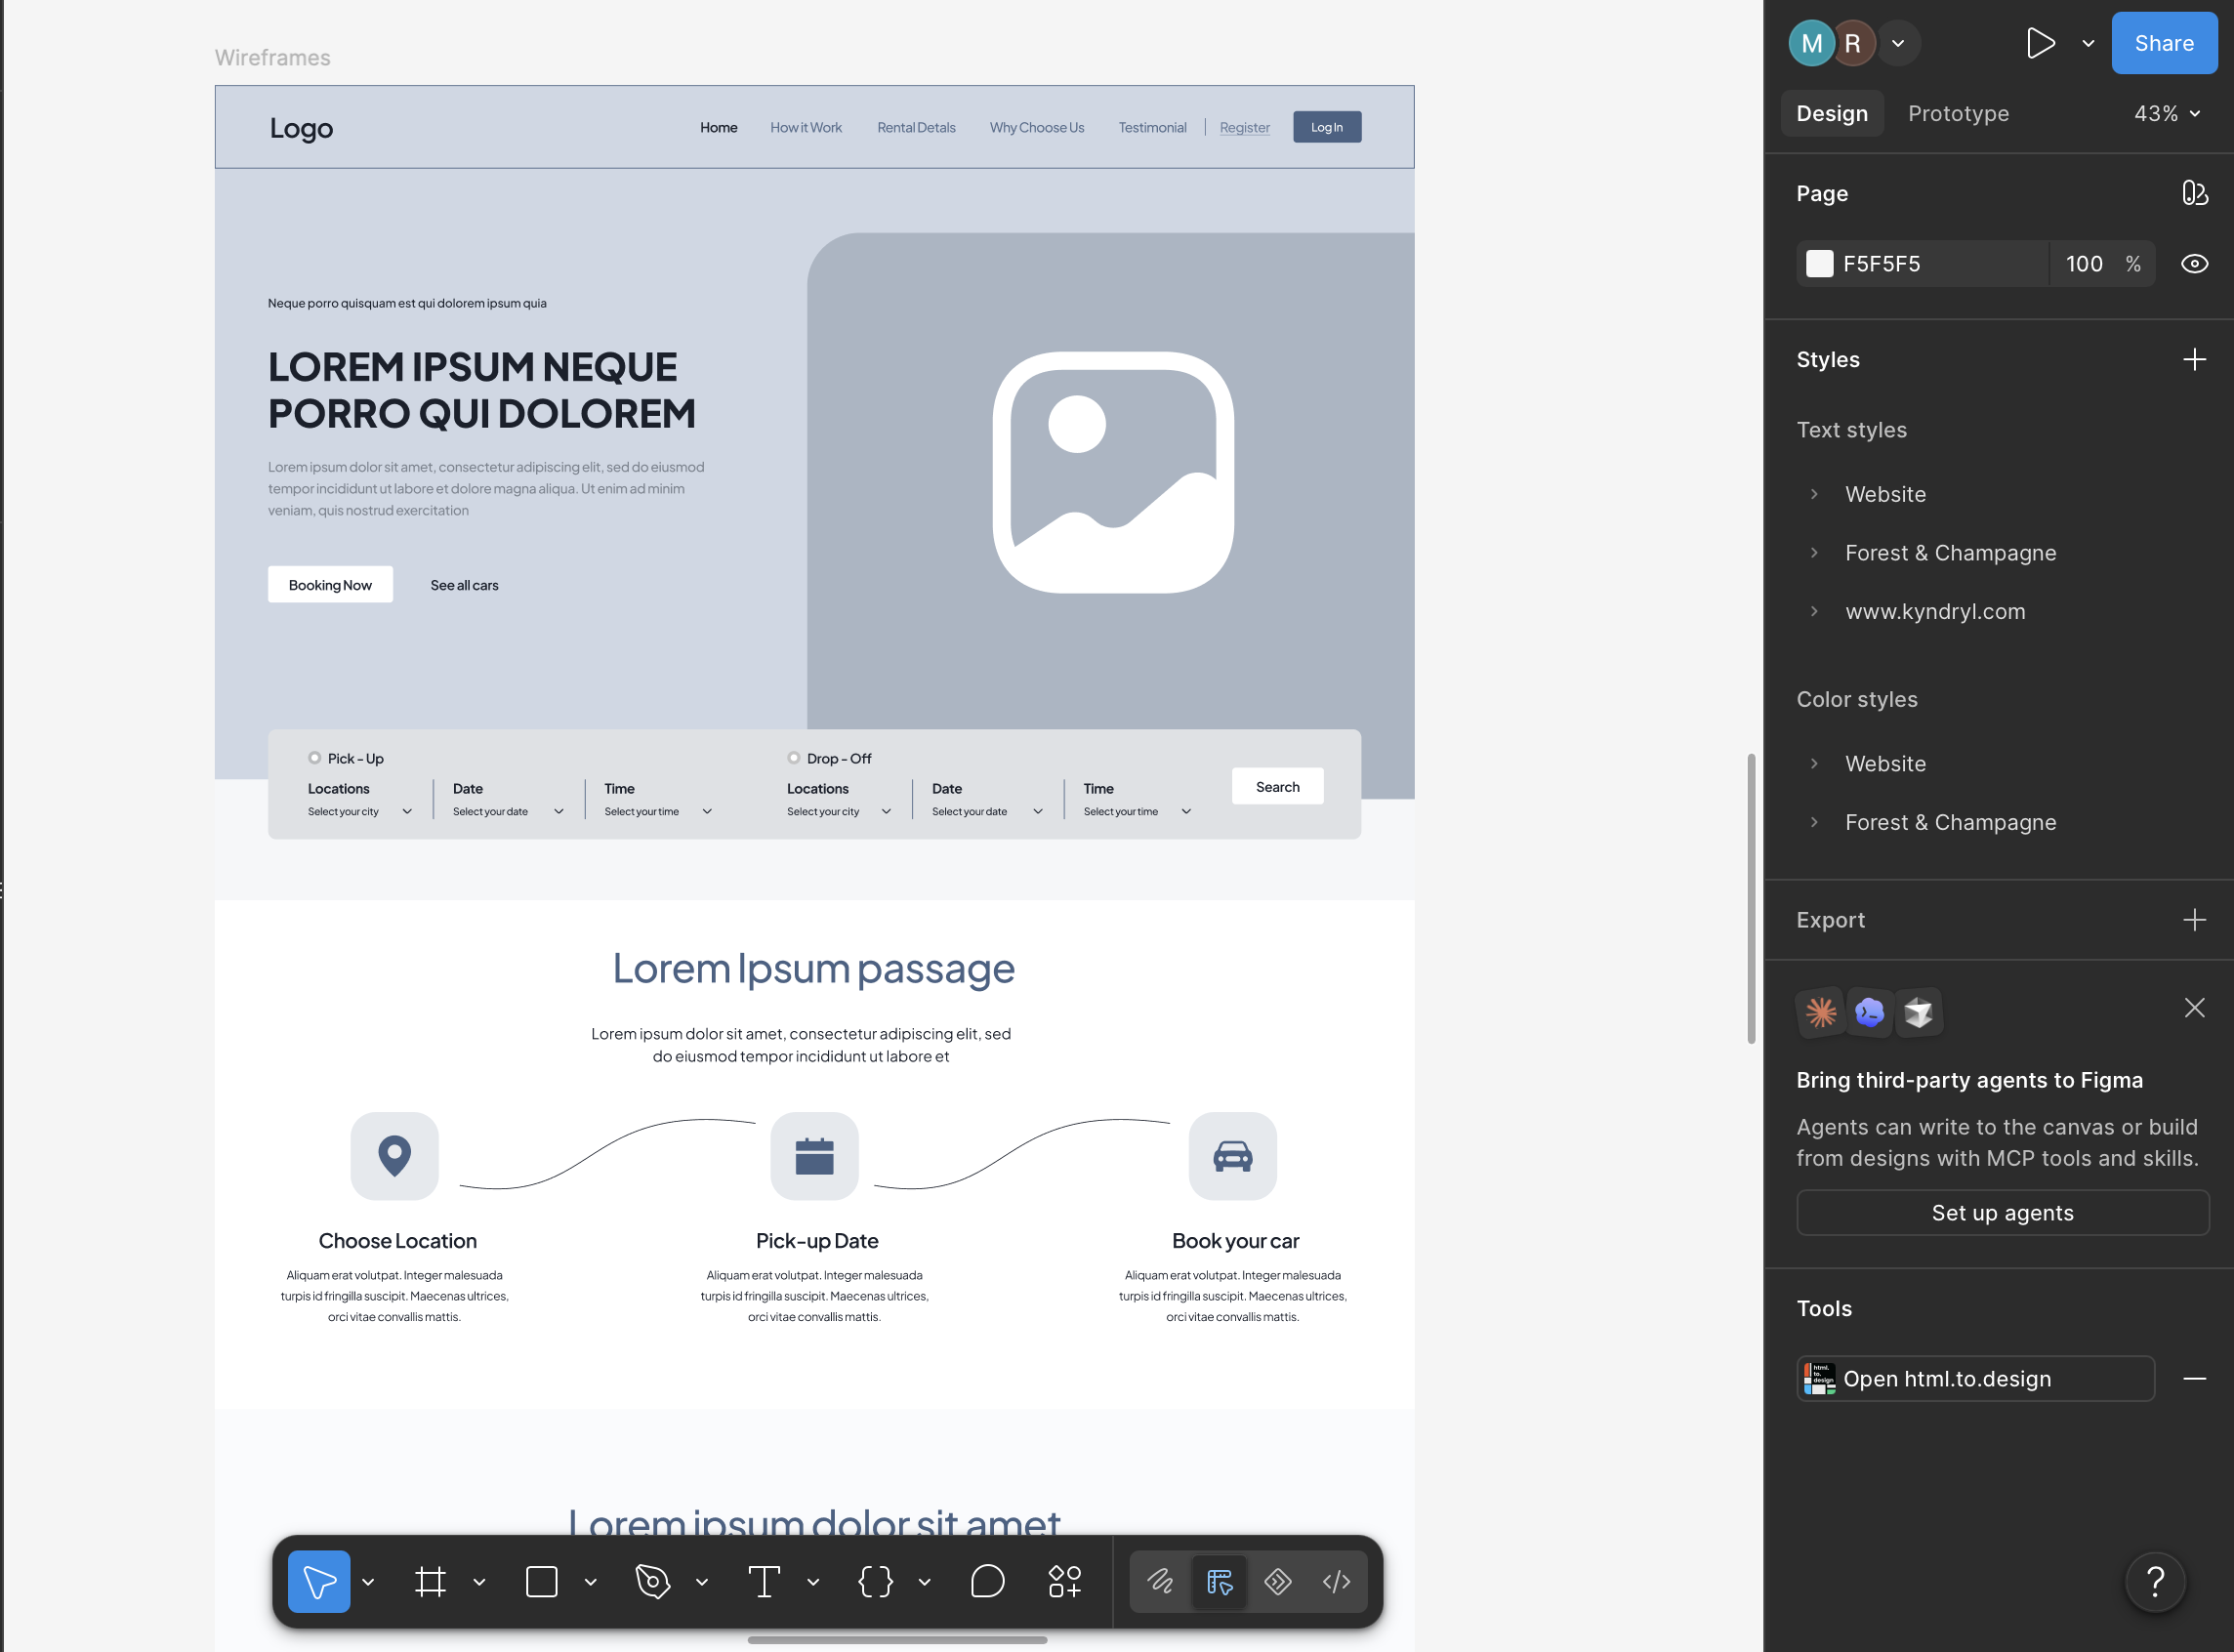 Wireframes
Logo
Home How it Work Rental Detals Why Choose Us Testimonial Register Log In
Neque porro quisquam est qui dolorem ipsum quia
LOREM IPSUM NEQUE
PORRO QUI DOLOREM
Lorem ipsum dolor sit amet, consectetur adipiscing elit, sed do eiusmod
tempor incididunt ut labore et dolore magna aliqua. Ut enim ad minim
veniam, quis nostrud exercitation
Booking Now See all cars
Pick - Up Drop - Off
Locations Date Time Locations Date Time
Select your city Select your date Select your time Select your city Select your date Select your time
Search
Lorem Ipsum passage
Lorem ipsum dolor sit amet, consectetur adipiscing elit, sed
do eiusmod tempor incididunt ut labore et
Choose Location
Aliquam erat volutpat. Integer malesuada
turpis id fringilla suscipit. Maecenas ultrices,
orci vitae convallis mattis.
Pick-up Date
Aliquam erat volutpat. Integer malesuada
turpis id fringilla suscipit. Maecenas ultrices,
orci vitae convallis mattis.
Book your car
Aliquam erat volutpat. Integer malesuada
turpis id fringilla suscipit. Maecenas ultrices,
orci vitae convallis mattis.
Lorem ipsum dolor sit amet
M R
Share
Design Prototype 43%
Page
F5F5F5 100 %
Styles
Text styles
Website
Forest & Champagne
www.kyndryl.com
Color styles
Website
Forest & Champagne
Export
Bring third-party agents to Figma
Agents can write to the canvas or build
from designs with MCP tools and skills.
Set up agents
Tools
html.
to.
design
Open html.to.design
?